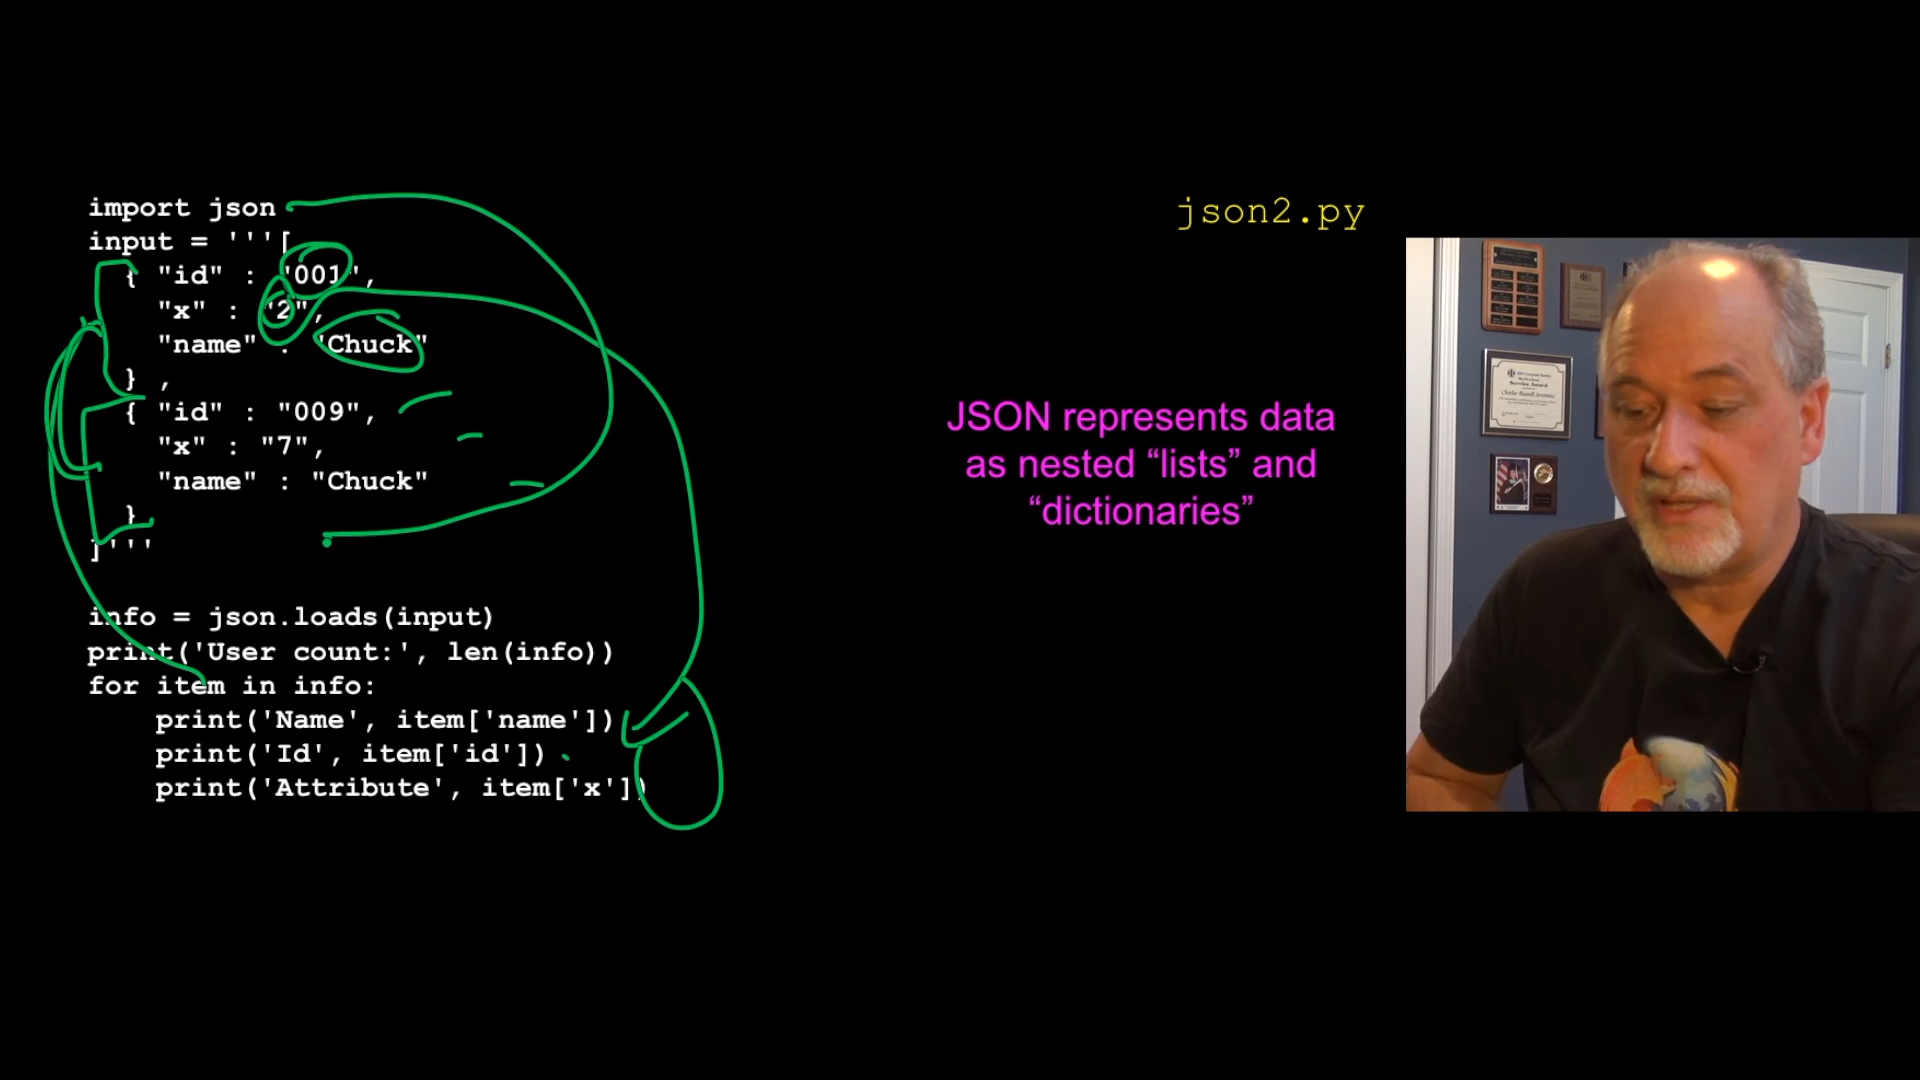 import json
input = '''[
{ "id" : "001",
"x" : "2",
"name" : "Chuck"
} ,
{ "id" : "009",
"x" : "7",
"name" : "Chuck"
}
]'''
info = json.loads(input)
print('User count:', len(info))
for item in info:
print('Name', item['name'])
print('Id', item['id'])
print('Attribute', item['x'])
json2.py
JSON represents data
as nested “lists” and
“dictionaries”
Service Award